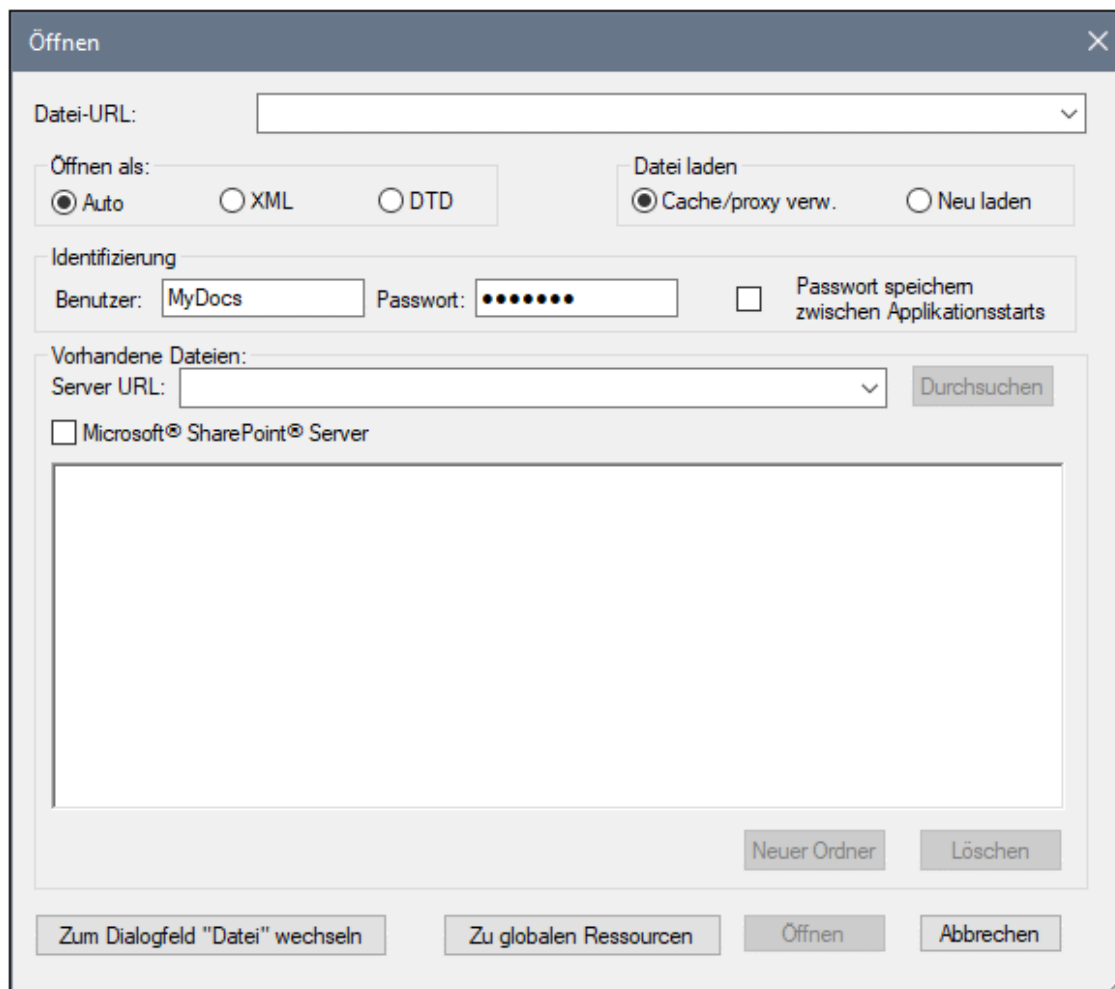 Öffnen
Datei-URL:
Öffnen als:
Datei laden
Auto XML DTD
Cache/proxy verw. Neu laden
Identifizierung
Benutzer: MyDocs Passwort: ●●●●●●●
Passwort speichern
zwischen Applikationsstarts
Vorhandene Dateien:
Server URL: Durchsuchen
Microsoft® SharePoint® Server
Neuer Ordner Löschen
Zum Dialogfeld "Datei" wechseln Zu globalen Ressourcen Öffnen Abbrechen